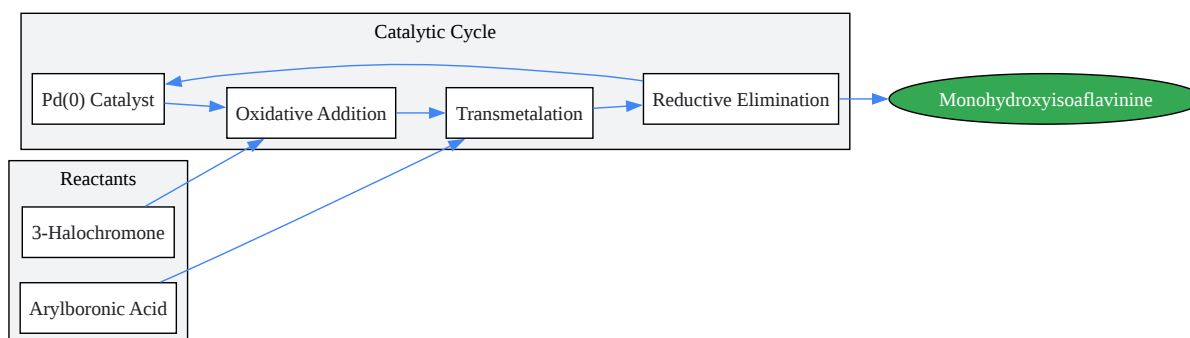 Catalytic Cycle
Pd(0) Catalyst
Oxidative Addition
Transmetalation
Reductive Elimination
Monohydroxyisoaflavinine
Reactants
3-Halochromone
Arylboronic Acid